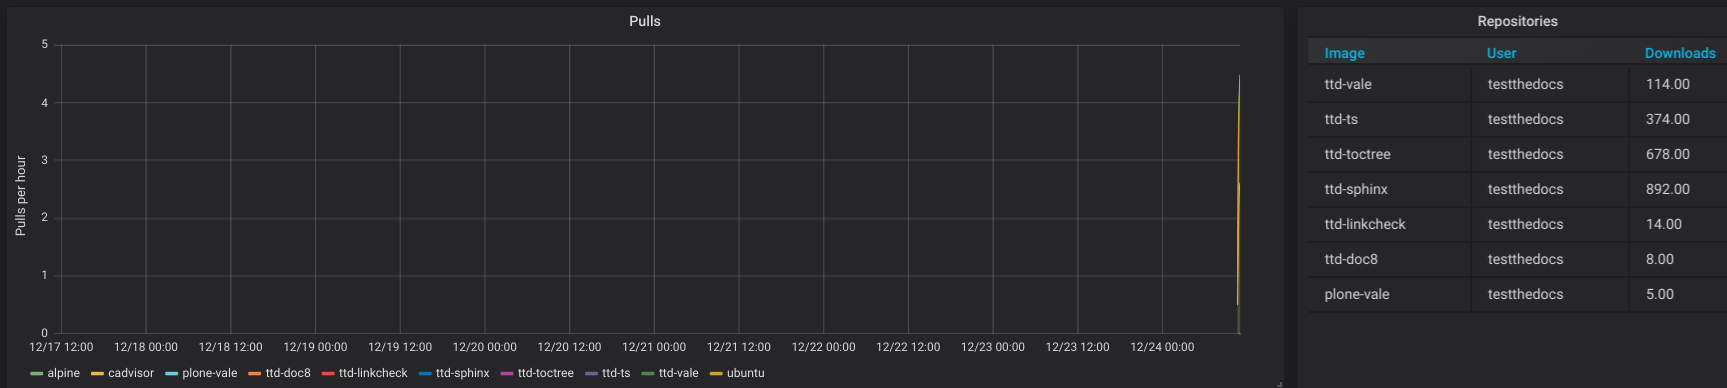 Pulls
5
4
3
2
1
0
Pulls per hour
12/17 12:00 12/18 00:00 12/18 12:00 12/19 00:00 12/19 12:00 12/20 00:00 12/20 12:00 12/21 00:00 12/21 12:00 12/22 00:00 12/22 12:00 12/23 00:00 12/23 12:00 12/24 00:00
alpine cadvisor plone-vale ttd-doc8 ttd-linkcheck ttd-sphinx ttd-toctree ttd-ts ttd-vale ubuntu
Repositories
Image User Downloads
ttd-vale testthedocs 114.00
ttd-ts testthedocs 374.00
ttd-toctree testthedocs 678.00
ttd-sphinx testthedocs 892.00
ttd-linkcheck testthedocs 14.00
ttd-doc8 testthedocs 8.00
plone-vale testthedocs 5.00